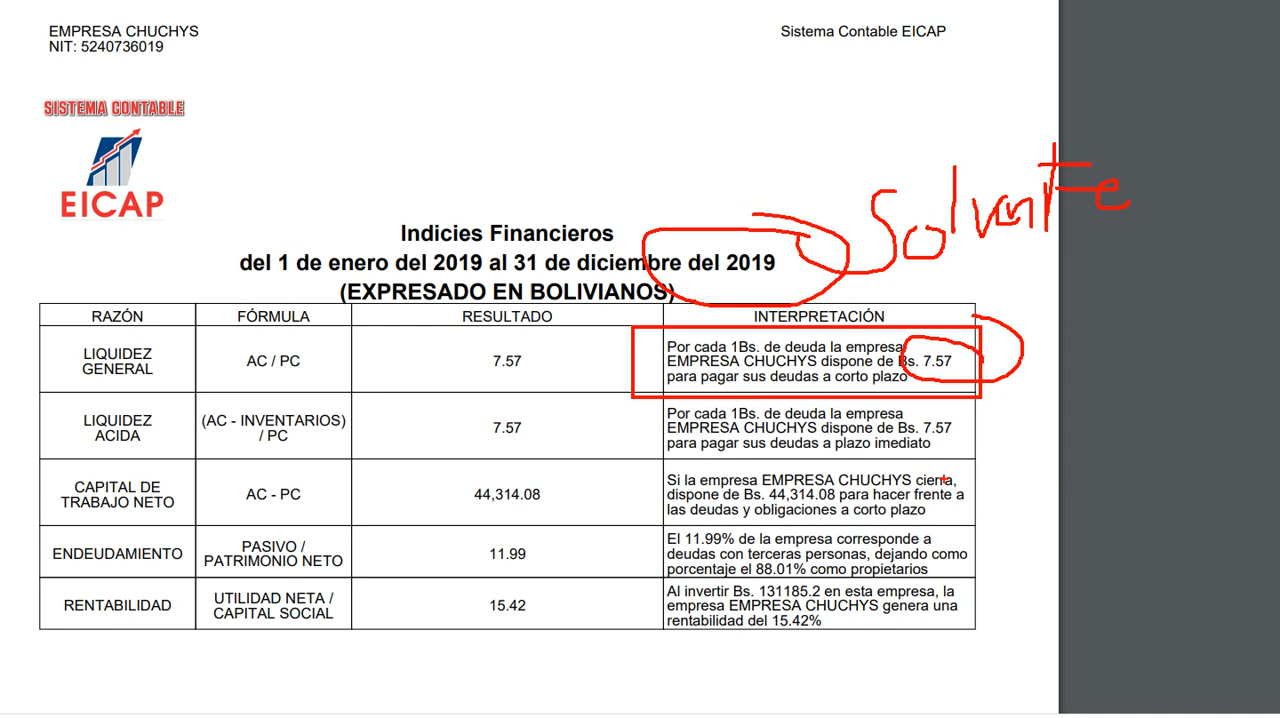 EMPRESA CHUCHYS
NIT: 5240736019
Sistema Contable EICAP
SISTEMA CONTABLE
EICAP
Solvente
Indicies Financieros
del 1 de enero del 2019 al 31 de diciembre del 2019
(EXPRESADO EN BOLIVIANOS)
RAZÓN FÓRMULA RESULTADO INTERPRETACIÓN
LIQUIDEZ
GENERAL
AC / PC
7.57
Por cada 1Bs. de deuda la empresa
EMPRESA CHUCHYS dispone de Bs. 7.57
para pagar sus deudas a corto plazo
LIQUIDEZ
ACIDA
(AC - INVENTARIOS)
/ PC
7.57
Por cada 1Bs. de deuda la empresa
EMPRESA CHUCHYS dispone de Bs. 7.57
para pagar sus deudas a plazo imediato
CAPITAL DE
TRABAJO NETO
AC - PC
44,314.08
Si la empresa EMPRESA CHUCHYS cierra,
dispone de Bs. 44,314.08 para hacer frente a
las deudas y obligaciones a corto plazo
ENDEUDAMIENTO
PASIVO /
PATRIMONIO NETO
11.99
El 11.99% de la empresa corresponde a
deudas con terceras personas, dejando como
porcentaje el 88.01% como propietarios
RENTABILIDAD
UTILIDAD NETA /
CAPITAL SOCIAL
15.42
Al invertir Bs. 131185.2 en esta empresa, la
empresa EMPRESA CHUCHYS genera una
rentabilidad del 15.42%